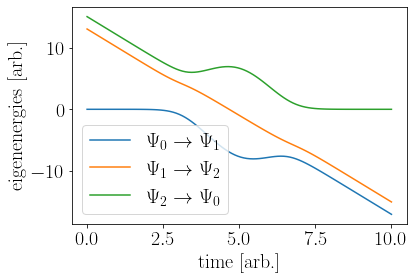 eigenenergies [arb.]
10
0
−10
Ψ₀ → Ψ₁
Ψ₁ → Ψ₂
Ψ₂ → Ψ₀
0.0 2.5 5.0 7.5 10.0
time [arb.]